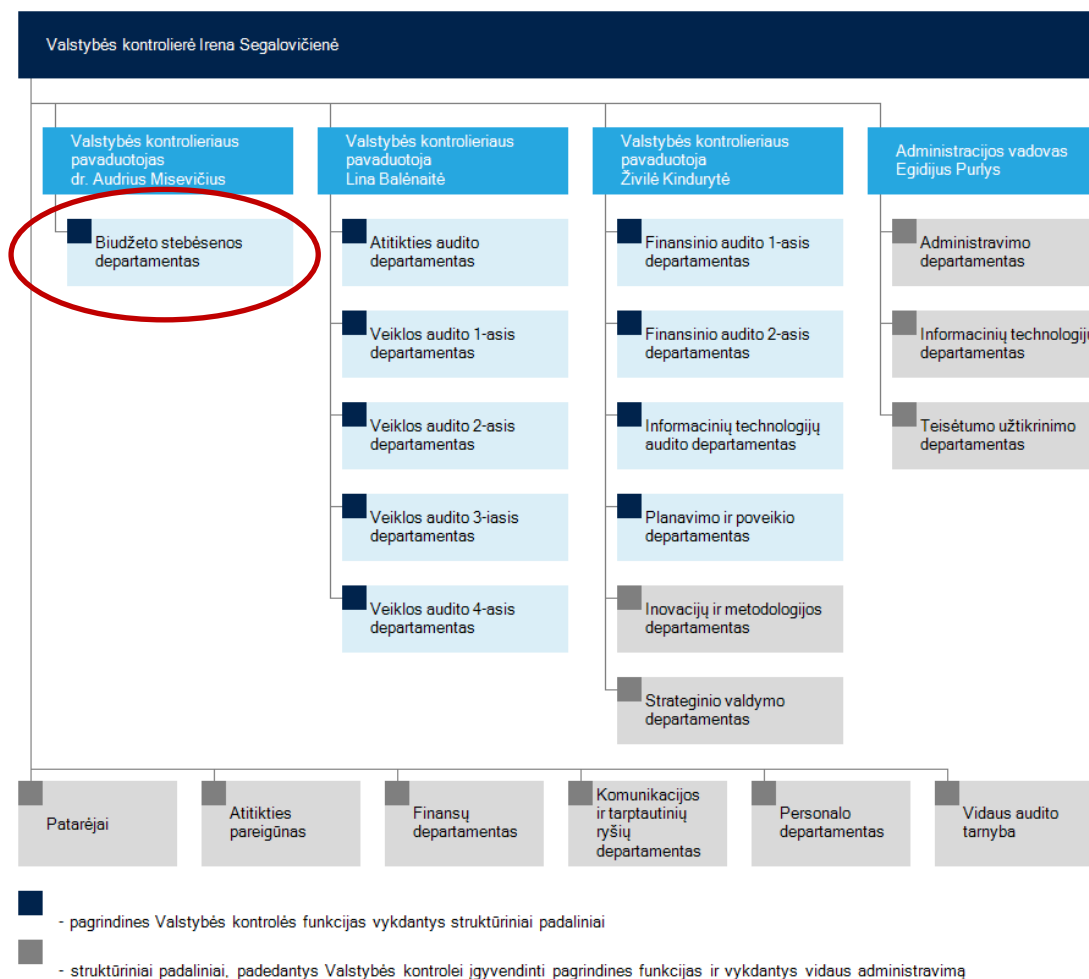 Valstybės kontrolierė Irena Segalovičienė
Valstybės kontrolieriaus
pavaduotojas
dr. Audrius Misevičius
Biudžeto stebėsenos
departamentas
Valstybės kontrolieriaus
pavaduotoja
Lina Balėnaitė
Atitikties audito
departamentas
Veiklos audito 1-asis
departamentas
Veiklos audito 2-asis
departamentas
Veiklos audito 3-iasis
departamentas
Veiklos audito 4-asis
departamentas
Valstybės kontrolieriaus
pavaduotoja
Živilė Kindurytė
Finansinio audito 1-asis
departamentas
Finansinio audito 2-asis
departamentas
Informacinių technologijų
audito departamentas
Planavimo ir poveikio
departamentas
Inovacijų ir metodologijos
departamentas
Strateginio valdymo
departamentas
Administracijos vadovas
Egidijus Purlys
Administravimo
departamentas
Informacinių technologijų
departamentas
Teisėtumo užtikrinimo
departamentas
Patarėjai
Atitikties
pareigūnas
Finansų
departamentas
Komunikacijos
ir tarptautinių
ryšių
departamentas
Personalo
departamentas
Vidaus audito
tarnyba
- pagrindines Valstybės kontrolės funkcijas vykdantys struktūriniai padaliniai
- struktūriniai padaliniai, padedantys Valstybės kontrolei įgyvendinti pagrindines funkcijas ir vykdantys vidaus administravimą